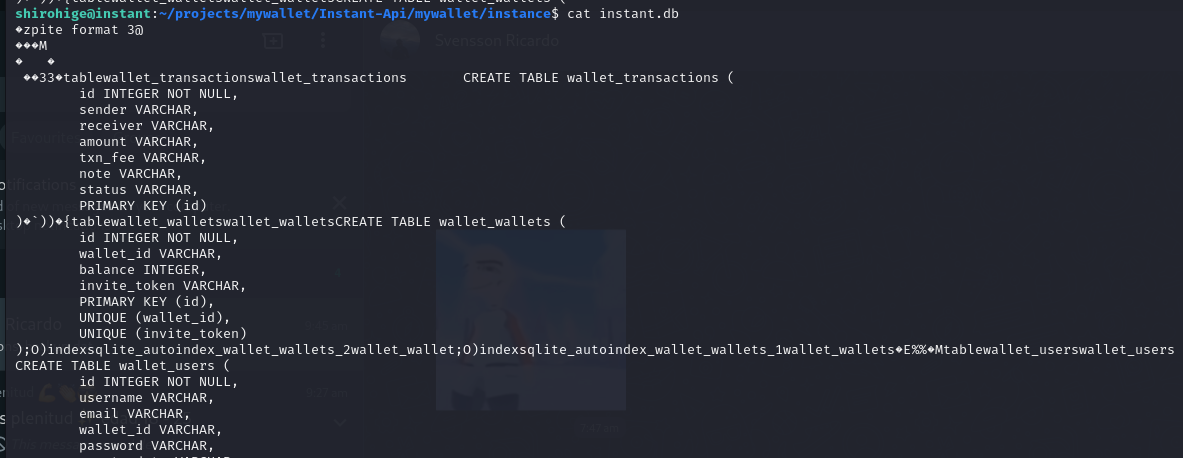 shirohige@instant:~/projects/mywallet/Instant-Api/mywallet/instance$ cat instant.db
�zpite format 3@
���M
�   �
 ��33�tablewallet_transactionswallet_transactions       CREATE TABLE wallet_transactions (
        id INTEGER NOT NULL,
        sender VARCHAR,
        receiver VARCHAR,
        amount VARCHAR,
        txn_fee VARCHAR,
        note VARCHAR,
        status VARCHAR,
        PRIMARY KEY (id)
)�`))�{tablewallet_walletswallet_walletsCREATE TABLE wallet_wallets (
        id INTEGER NOT NULL,
        wallet_id VARCHAR,
        balance INTEGER,
        invite_token VARCHAR,
        PRIMARY KEY (id),
        UNIQUE (wallet_id),
        UNIQUE (invite_token)
);O)indexsqlite_autoindex_wallet_wallets_2wallet_wallet;O)indexsqlite_autoindex_wallet_wallets_1wallet_wallets�E%%�Mtablewallet_userswallet_users
CREATE TABLE wallet_users (
        id INTEGER NOT NULL,
        username VARCHAR,
        email VARCHAR,
        wallet_id VARCHAR,
        password VARCHAR,
Svensson Ricardo
Ricardo